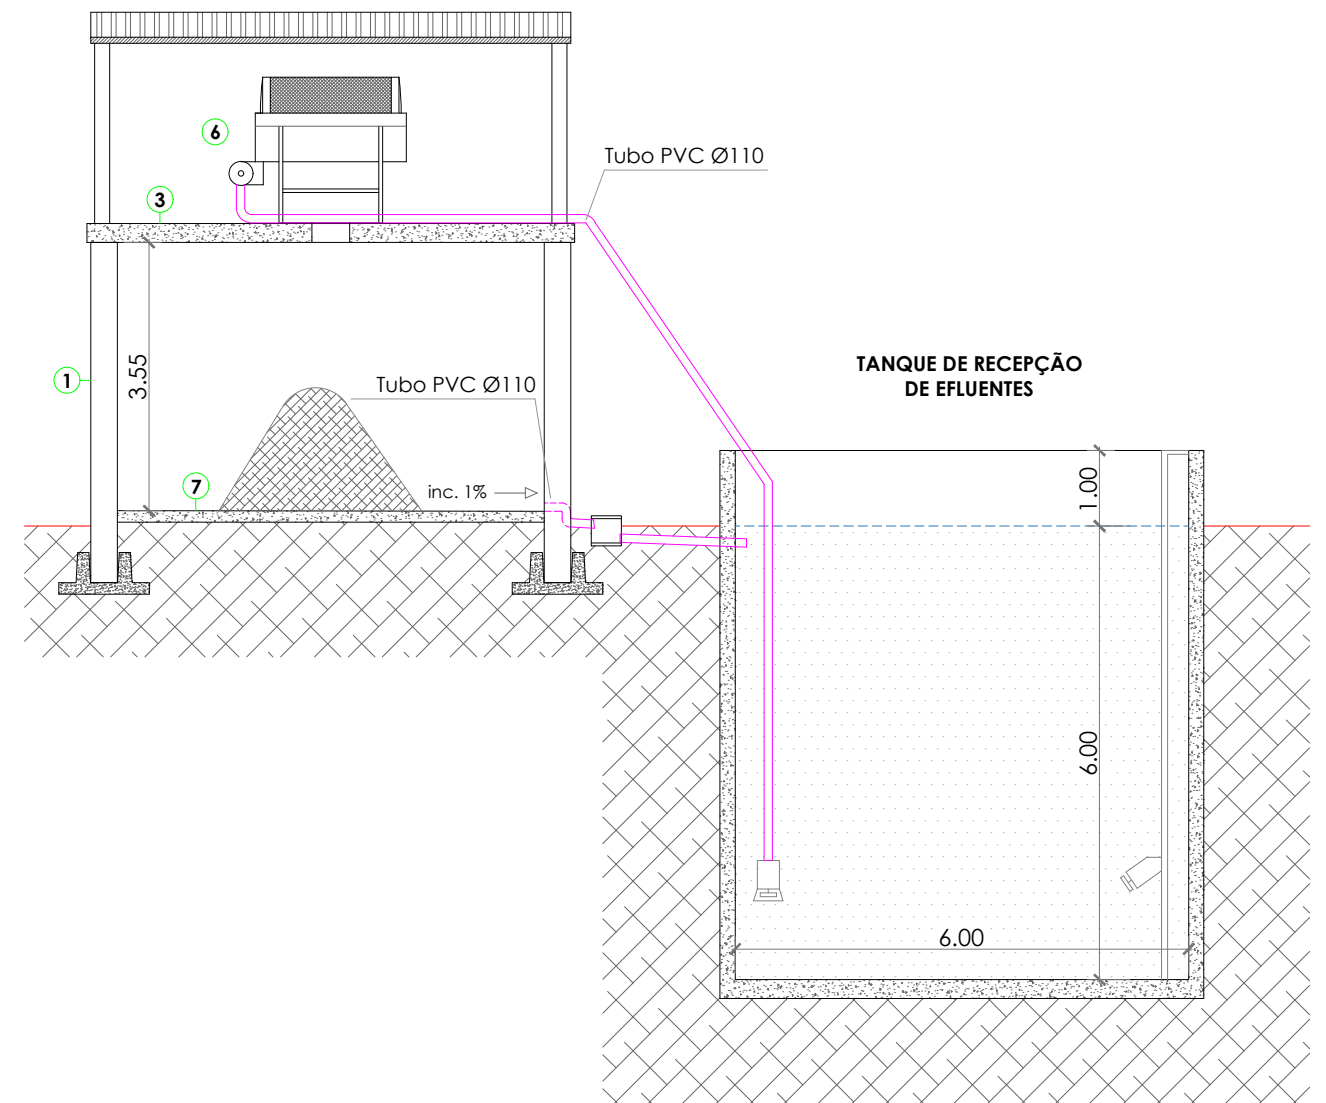 6
Tubo PVC Ø110
3
3.55
1
TANQUE DE RECEPÇÃO
DE EFLUENTES
Tubo PVC Ø110
7
inc. 1%
1.00
6.00
6.00